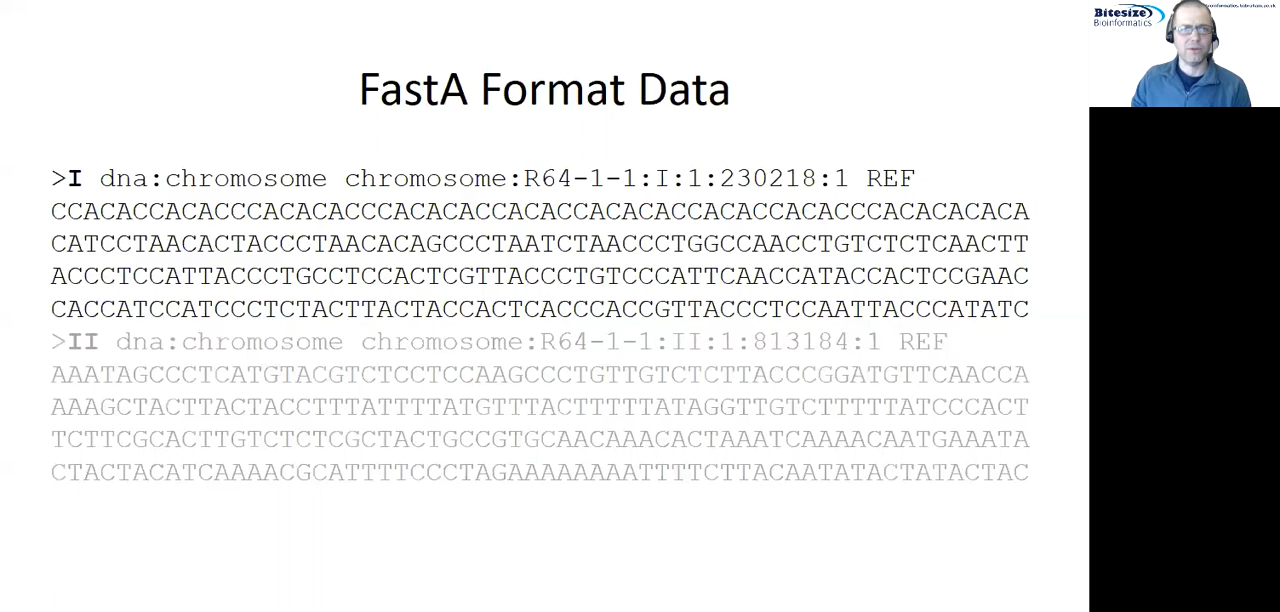 Bitesize
Bioinformatics
FastA Format Data
>I dna:chromosome chromosome:R64-1-1:I:1:230218:1 REF
CCACACCACACCCACACACCCACACACCACACCACACACCACACCACACCCACACACACA
CATCCTAACACTACCCTAACACAGCCCTAATCTAACCCTGGCCAACCTGTCTCTCAACTT
ACCCTCCATTACCCTGCCTCCACTCGTTACCCTGTCCCATTCAACCATACCACTCCGAAC
CACCATCCATCCCTCTACTTACTACCACTCACCCACCGTTACCCTCCAATTACCCATATC
>II dna:chromosome chromosome:R64-1-1:II:1:813184:1 REF
AAATAGCCCTCATGTACGTCTCCTCCAAGCCCTGTTGTCTCTTACCCGGATGTTCAACCA
AAAGCTACTTACTACCTTTATTTTATGTTTACTTTTTATAGGTTGTCTTTTTATCCCACT
TCTTCGCACTTGTCTCTCGCTACTGCCGTGCAACAAACACTAAATCAAAACAATGAAATA
CTACTACATCAAAACGCATTTTCCCTAGAAAAAAAATTTTCTTACAATATACTATACTAC